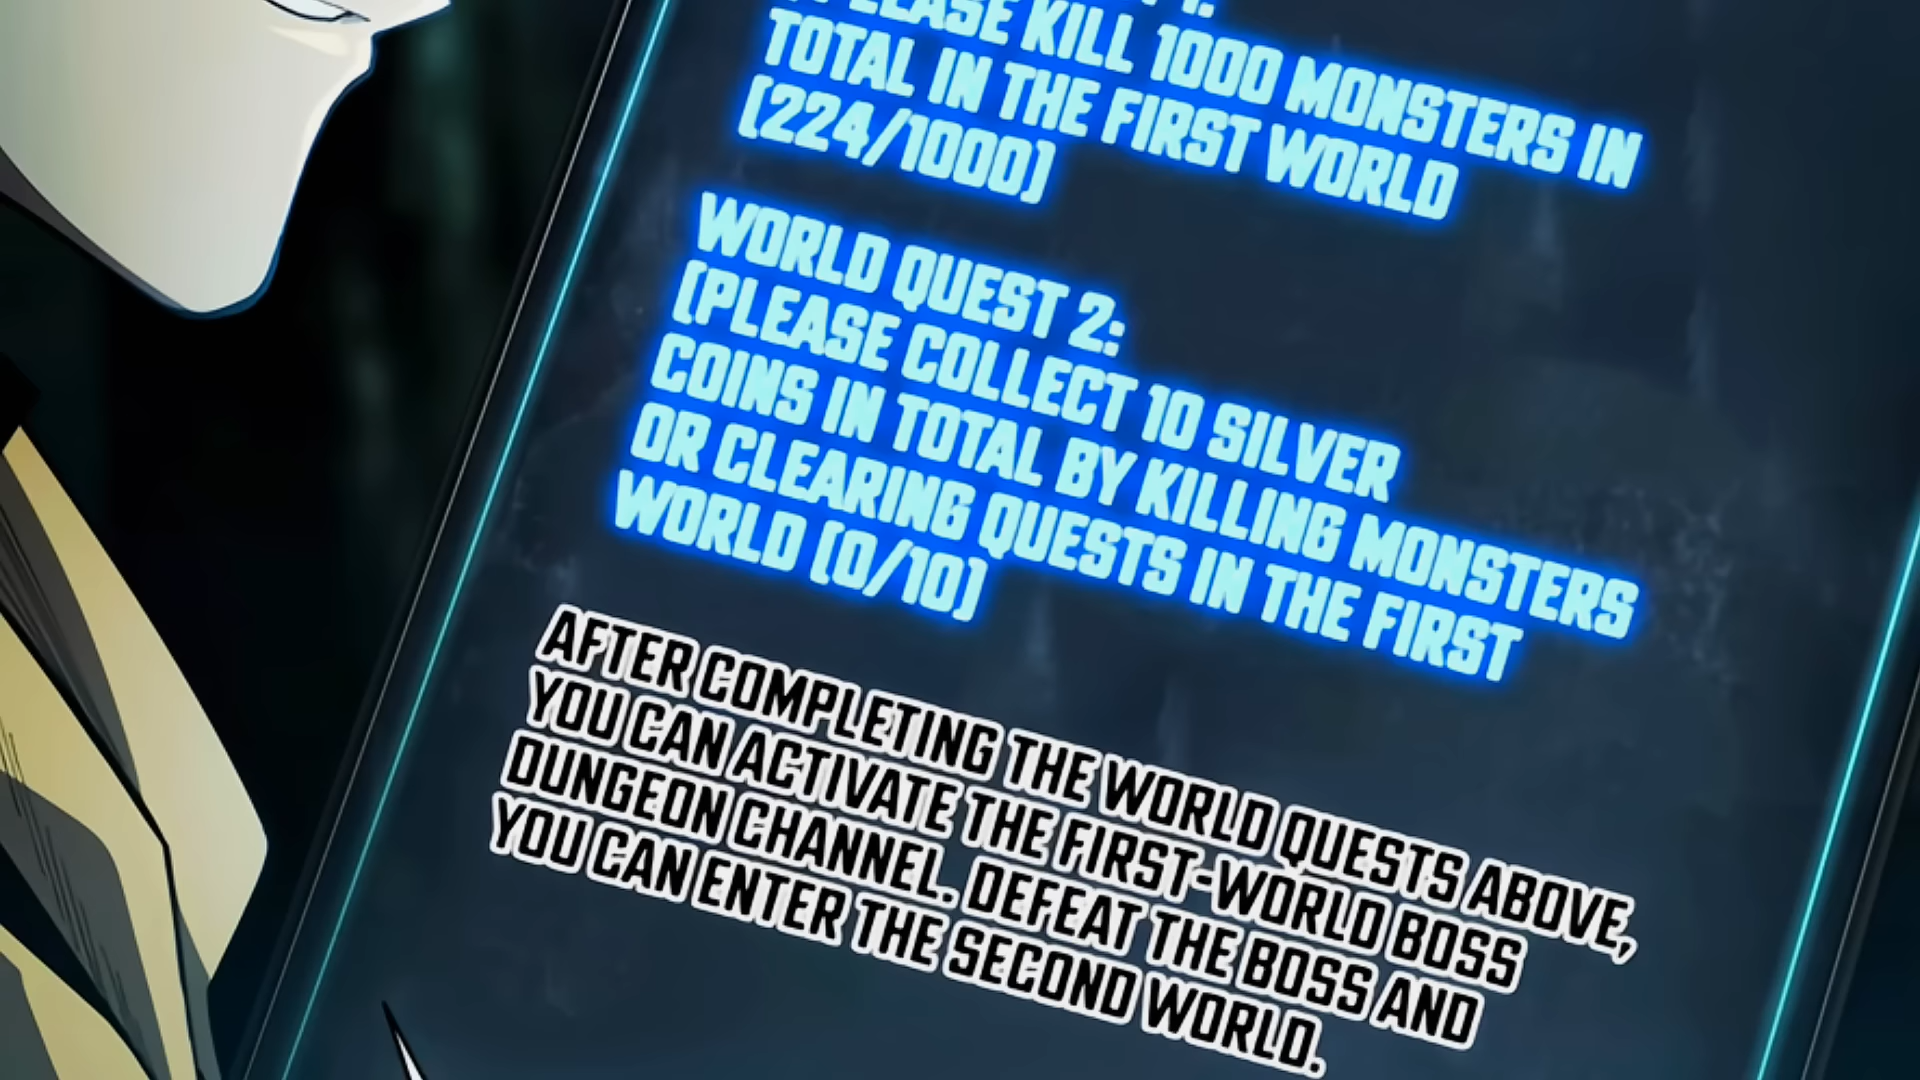 1:
PLEASE KILL 1000 MONSTERS IN
TOTAL IN THE FIRST WORLD
(224/1000)
WORLD QUEST 2:
(PLEASE COLLECT 10 SILVER
COINS IN TOTAL BY KILLING MONSTERS
OR CLEARING QUESTS IN THE FIRST
WORLD (0/10)
AFTER COMPLETING THE WORLD QUESTS ABOVE,
YOU CAN ACTIVATE THE FIRST-WORLD BOSS
DUNGEON CHANNEL. DEFEAT THE BOSS AND
YOU CAN ENTER THE SECOND WORLD.